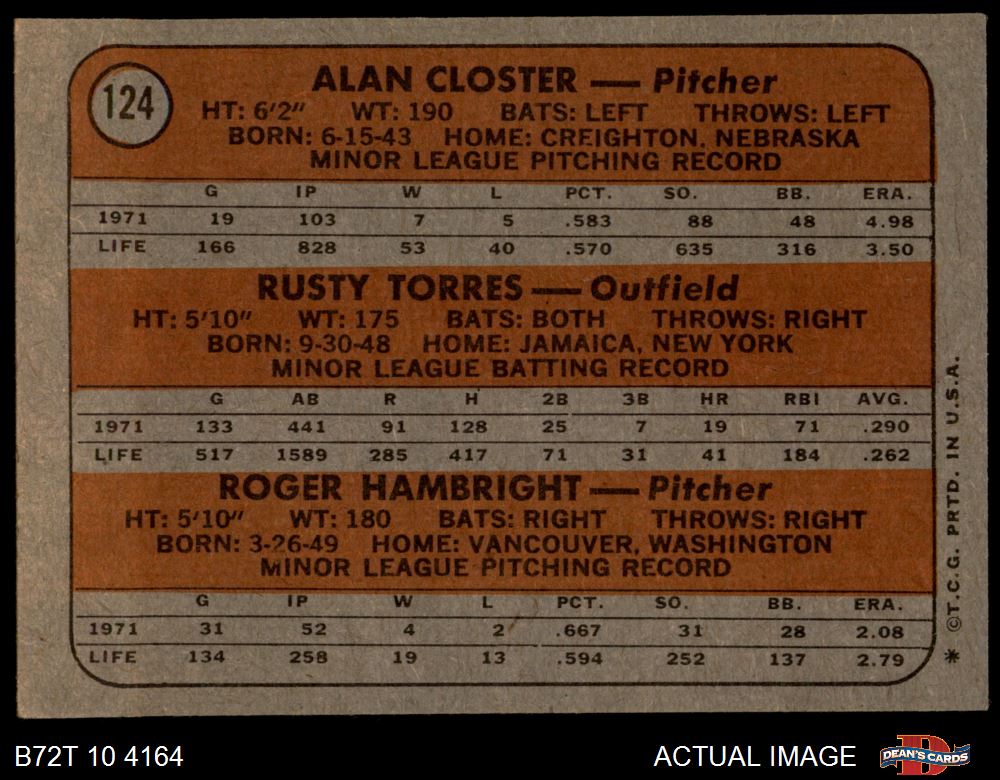 124
ALAN CLOSTER — Pitcher
HT: 6'2" WT: 190 BATS: LEFT THROWS: LEFT
BORN: 6-15-43 HOME: CREIGHTON, NEBRASKA
MINOR LEAGUE PITCHING RECORD
G IP W L PCT. SO. BB. ERA.
1971 19 103 7 5 .583 88 48 4.98
LIFE 166 828 53 40 .570 635 316 3.50
RUSTY TORRES — Outfield
HT: 5'10" WT: 175 BATS: BOTH THROWS: RIGHT
BORN: 9-30-48 HOME: JAMAICA, NEW YORK
MINOR LEAGUE BATTING RECORD
G AB R H 2B 3B HR RBI AVG.
1971 133 441 91 128 25 7 19 71 .290
LIFE 517 1589 285 417 71 31 41 184 .262
ROGER HAMBRIGHT — Pitcher
HT: 5'10" WT: 180 BATS: RIGHT THROWS: RIGHT
BORN: 3-26-49 HOME: VANCOUVER, WASHINGTON
MINOR LEAGUE PITCHING RECORD
G IP W L PCT. SO. BB. ERA.
1971 31 52 4 2 .667 31 28 2.08
LIFE 134 258 19 13 .594 252 137 2.79
* ©T.C.G. PRTD. IN U.S.A.
B72T 10 4164
ACTUAL IMAGE
DEAN'S CARDS